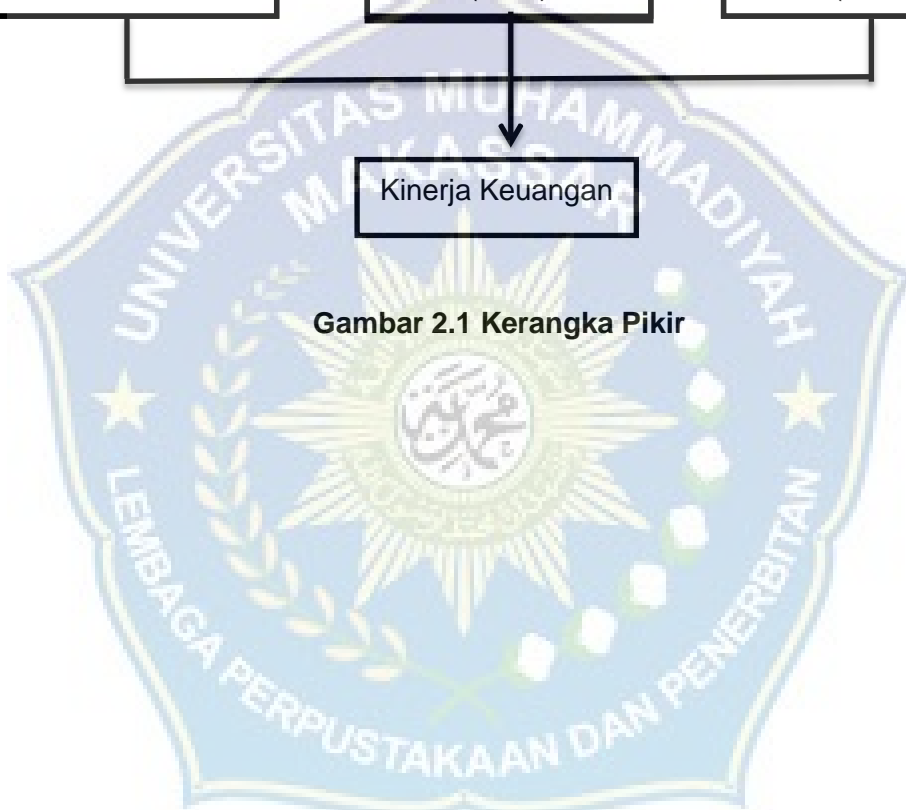 Kinerja Keuangan
Gambar 2.1 Kerangka Pikir
UNIVERSITAS MUHAMMADIYAH
MAKASSAR
LEMBAGA PERPUSTAKAAN DAN PENERBITAN